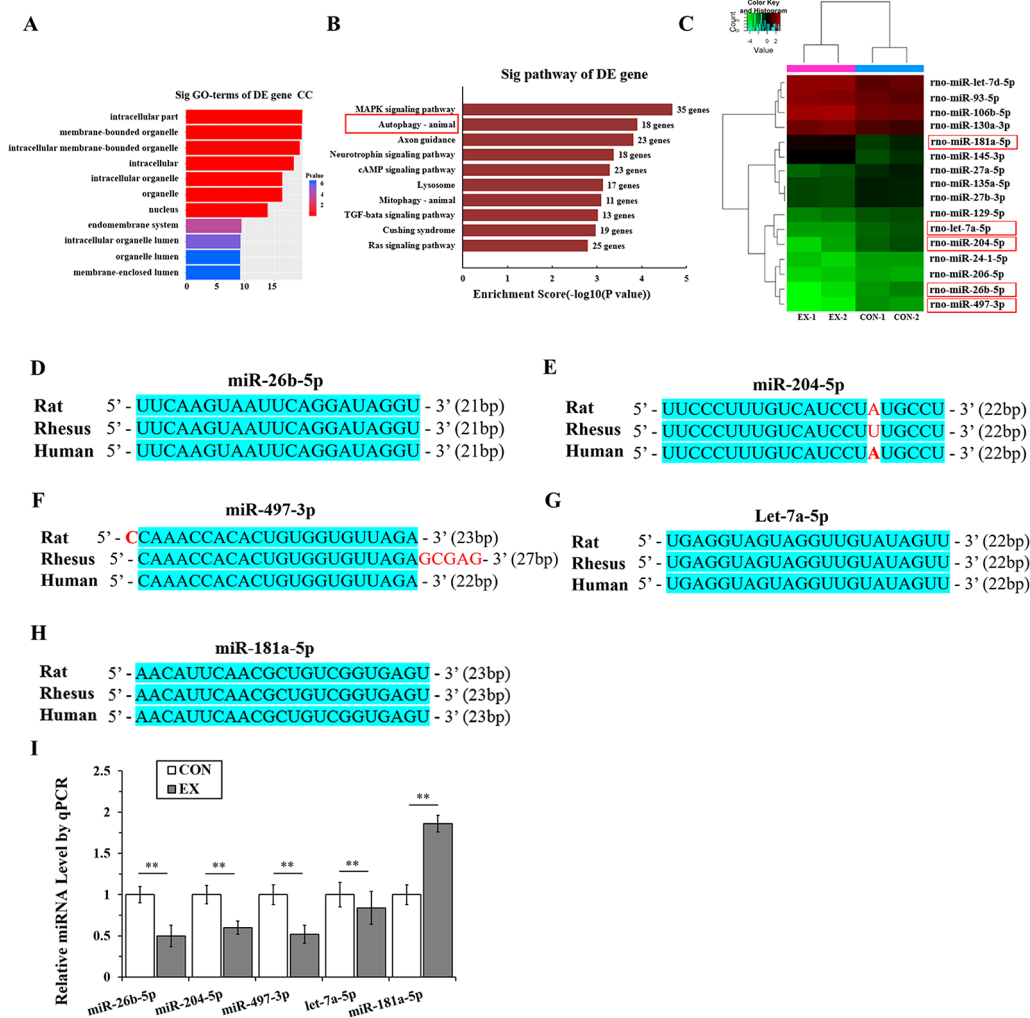 A
Sig GO-terms of DE gene CC
intracellular part
membrane-bounded organelle
intracellular membrane-bounded organelle
intracellular
intracellular organelle
organelle
nucleus
endomembrane system
intracellular organelle lumen
organelle lumen
membrane-enclosed lumen
0 5 10 15
Pvalue
6
4
2
B
Sig pathway of DE gene
MAPK signaling pathway 35 genes
Autophagy - animal 18 genes
Axon guidance 23 genes
Neurotrophin signaling pathway 18 genes
cAMP signaling pathway 23 genes
Lysosome 17 genes
Mitophagy - animal 11 genes
TGF-bata signaling pathway 13 genes
Cushing syndrome 19 genes
Ras signaling pathway 25 genes
0 1 2 3 4 5
Enrichment Score(-log10(P value))
C
Color Key
and Histogram
Count
-4 0 2
Value
rno-miR-let-7d-5p
rno-miR-93-5p
rno-miR-106b-5p
rno-miR-130a-3p
rno-miR-181a-5p
rno-miR-145-3p
rno-miR-27a-5p
rno-miR-135a-5p
rno-miR-27b-3p
rno-miR-129-5p
rno-let-7a-5p
rno-miR-204-5p
rno-miR-24-1-5p
rno-miR-206-5p
rno-miR-26b-5p
rno-miR-497-3p
EX-1 EX-2 CON-1 CON-2
D
miR-26b-5p
Rat 5’ - UUCAAGUAAUUCAGGAUAGGU - 3’ (21bp)
Rhesus 5’ - UUCAAGUAAUUCAGGAUAGGU - 3’ (21bp)
Human 5’ - UUCAAGUAAUUCAGGAUAGGU - 3’ (21bp)
E
miR-204-5p
Rat 5’ - UUCCCUUUGUCAUCCUAUGCCU - 3’ (22bp)
Rhesus 5’ - UUCCCUUUGUCAUCCUUUGCCU - 3’ (22bp)
Human 5’ - UUCCCUUUGUCAUCCUAUGCCU - 3’ (22bp)
F
miR-497-3p
Rat 5’ - CCAAACCACACUGUGGUGUUAGA - 3’ (23bp)
Rhesus 5’ - CAAACCACACUGUGGUGUUAGAGCGAG- 3’ (27bp)
Human 5’ - CAAACCACACUGUGGUGUUAGA - 3’ (22bp)
G
Let-7a-5p
Rat 5’ - UGAGGUAGUAGGUUGUAUAGUU - 3’ (22bp)
Rhesus 5’ - UGAGGUAGUAGGUUGUAUAGUU - 3’ (22bp)
Human 5’ - UGAGGUAGUAGGUUGUAUAGUU - 3’ (22bp)
H
miR-181a-5p
Rat 5’ - AACAUUCAACGCUGUCGGUGAGU - 3’ (23bp)
Rhesus 5’ - AACAUUCAACGCUGUCGGUGAGU - 3’ (23bp)
Human 5’ - AACAUUCAACGCUGUCGGUGAGU - 3’ (23bp)
I
Relative miRNA Level by qPCR
2.5
2
1.5
1
0.5
0
CON
EX
** ** ** ** **
miR-26b-5p miR-204-5p miR-497-3p let-7a-5p miR-181a-5p